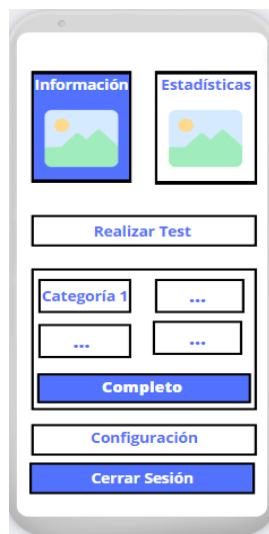 Información
Estadísticas
Realizar Test
Categoría 1
...
...
...
Completo
Configuración
Cerrar Sesión